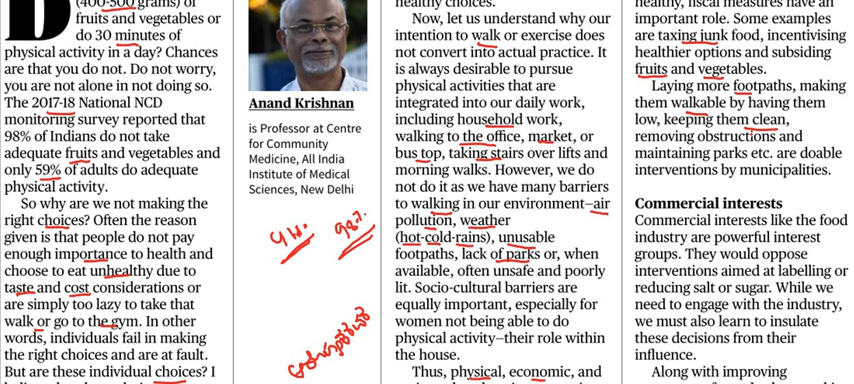 (400-500 grams) of
fruits and vegetables or
do 30 minutes of
physical activity in a day? Chances
are that you do not. Do not worry,
you are not alone in not doing so.
The 2017-18 National NCD
monitoring survey reported that
98% of Indians do not take
adequate fruits and vegetables and
only 59% of adults do adequate
physical activity.
So why are we not making the
right choices? Often the reason
given is that people do not pay
enough importance to health and
choose to eat unhealthy due to
taste and cost considerations or
are simply too lazy to take that
walk or go to the gym. In other
words, individuals fail in making
the right choices and are at fault.
But are these individual choices? I
Anand Krishnan
is Professor at Centre
for Community
Medicine, All India
Institute of Medical
Sciences, New Delhi
98%
healthy choices.
Now, let us understand why our
intention to walk or exercise does
not convert into actual practice. It
is always desirable to pursue
physical activities that are
integrated into our daily work,
including household work,
walking to the office, market, or
bus top, taking stairs over lifts and
morning walks. However, we do
not do it as we have many barriers
to walking in our environment—air
pollution, weather
(hot-cold-rains), unusable
footpaths, lack of parks or, when
available, often unsafe and poorly
lit. Socio-cultural barriers are
equally important, especially for
women not being able to do
physical activity—their role within
the house.
Thus, physical, economic, and
healthy, fiscal measures have an
important role. Some examples
are taxing junk food, incentivising
healthier options and subsiding
fruits and vegetables.
Laying more footpaths, making
them walkable by having them
low, keeping them clean,
removing obstructions and
maintaining parks etc. are doable
interventions by municipalities.
Commercial interests
Commercial interests like the food
industry are powerful interest
groups. They would oppose
interventions aimed at labelling or
reducing salt or sugar. While we
need to engage with the industry,
we must also learn to insulate
these decisions from their
influence.
Along with improving